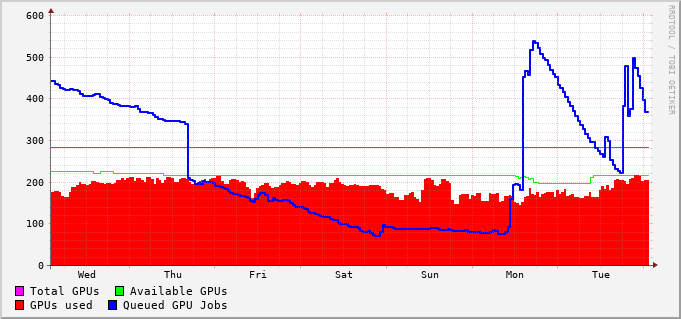 600
500
400
300
200
100
0
Wed Thu Fri Sat Sun Mon Tue
Total GPUs Available GPUs
GPUs used Queued GPU Jobs
RRDTOOL / TOBI OETIKER